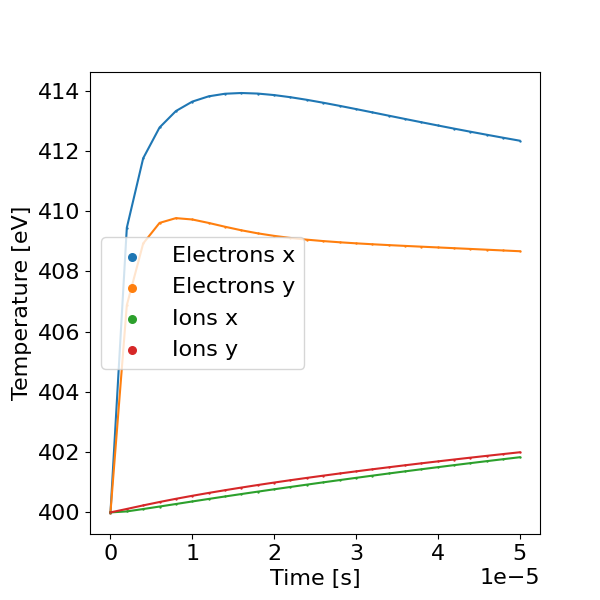 414
412
410
408
406
404
402
400
Temperature [eV]
Electrons x
Electrons y
Ions x
Ions y
0
1
2
3
4
5
Time [s]
1e−5